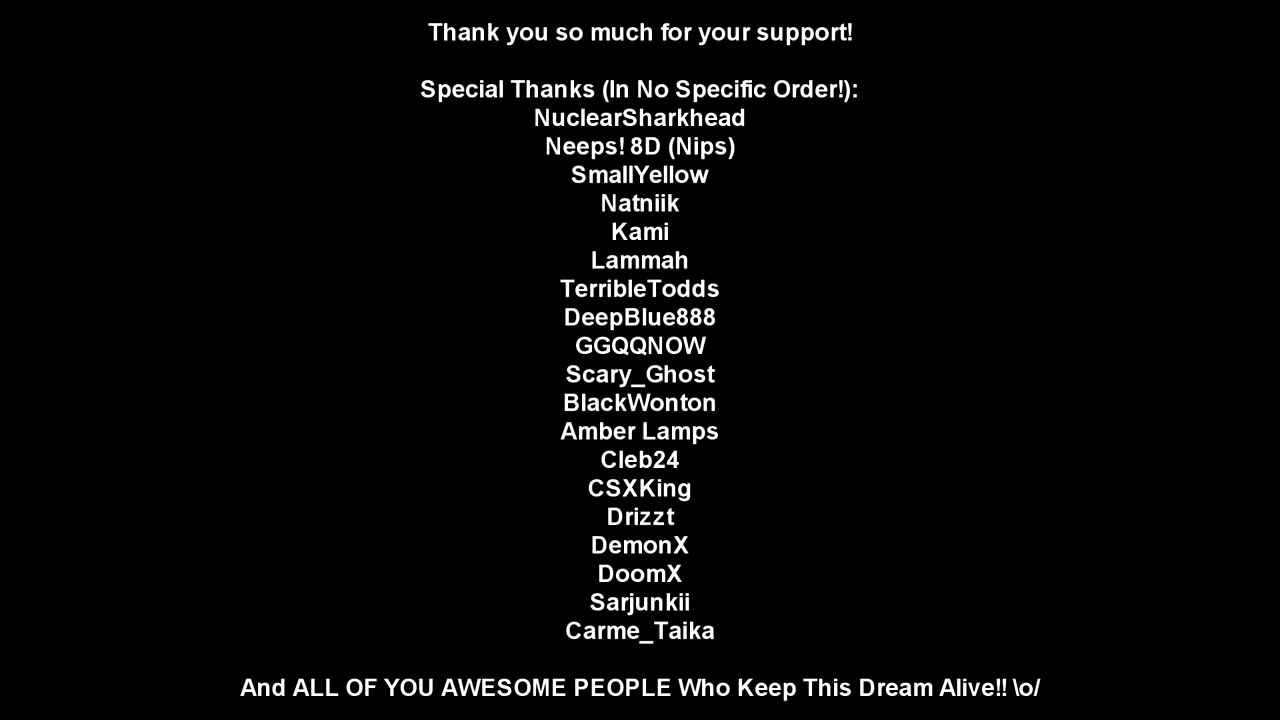 Thank you so much for your support!
Special Thanks (In No Specific Order!):
NuclearSharkhead
Neeps! 8D (Nips)
SmallYellow
Natniik
Kami
Lammah
TerribleTodds
DeepBlue888
GGQQNOW
Scary_Ghost
BlackWonton
Amber Lamps
Cleb24
CSXKing
Drizzt
DemonX
DoomX
Sarjunkii
Carme_Taika
And ALL OF YOU AWESOME PEOPLE Who Keep This Dream Alive!! \o/